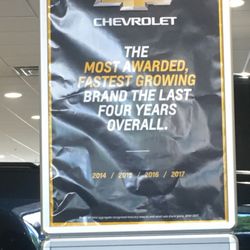 CHEVROLET
THE
MOST AWARDED,
FASTEST GROWING
BRAND THE LAST
FOUR YEARS
OVERALL.
2014 / 2015 / 2016 / 2017